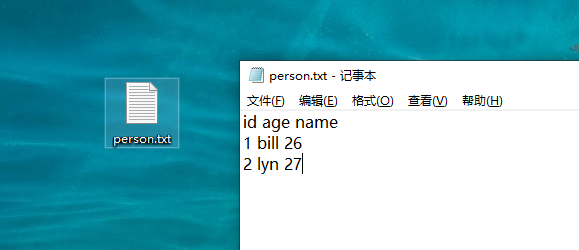 person.txt
person.txt - 记事本
文件(F) 编辑(E) 格式(O) 查看(V) 帮助(H)
id age name
1 bill 26
2 lyn 27